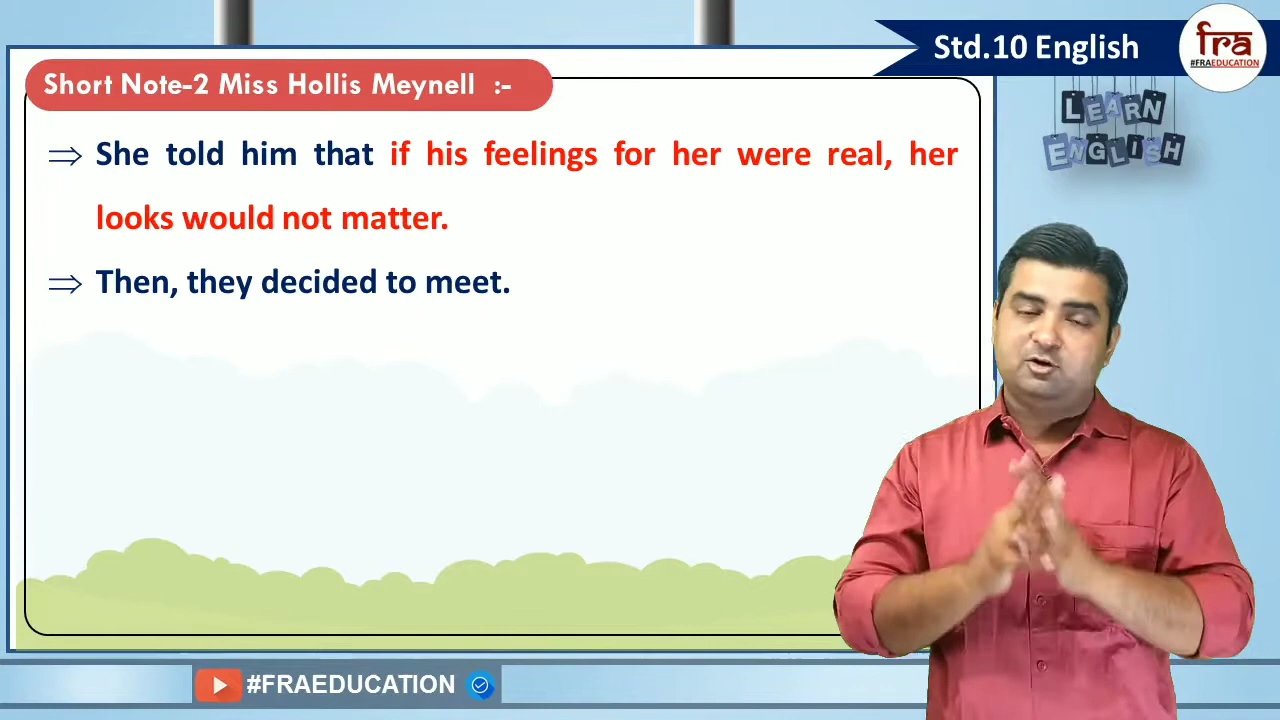 Std.10 English
fra
#FRAEDUCATION
Short Note-2 Miss Hollis Meynell :-
LEARN
ENGLISH
⇒ She told him that if his feelings for her were real, her
looks would not matter.
⇒ Then, they decided to meet.
#FRAEDUCATION